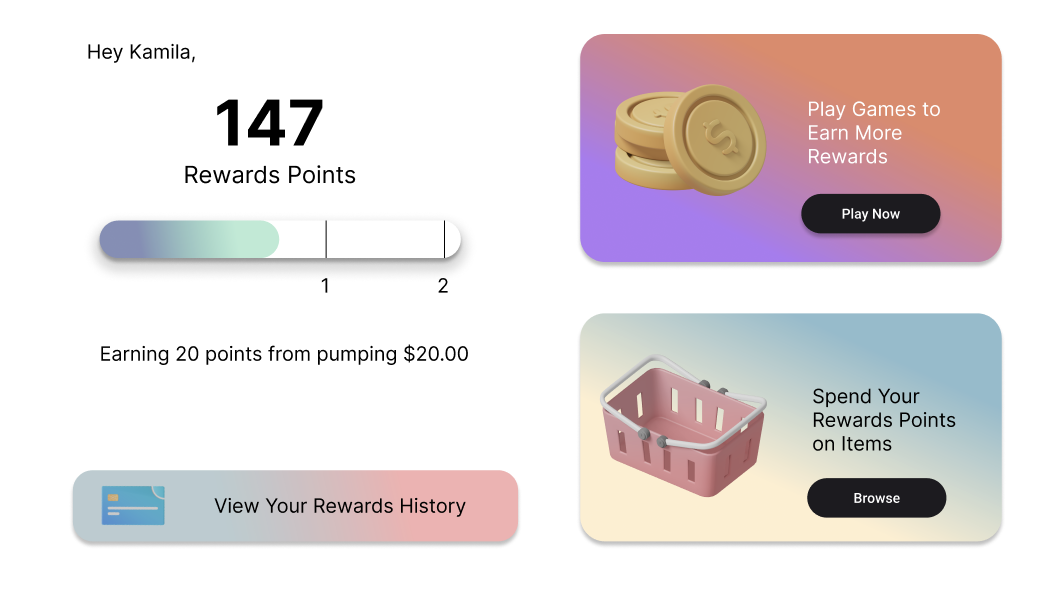 Hey Kamila,
147
Rewards Points
1
2
Earning 20 points from pumping $20.00
View Your Rewards History
Play Games to
Earn More
Rewards
Play Now
Spend Your
Rewards Points
on Items
Browse